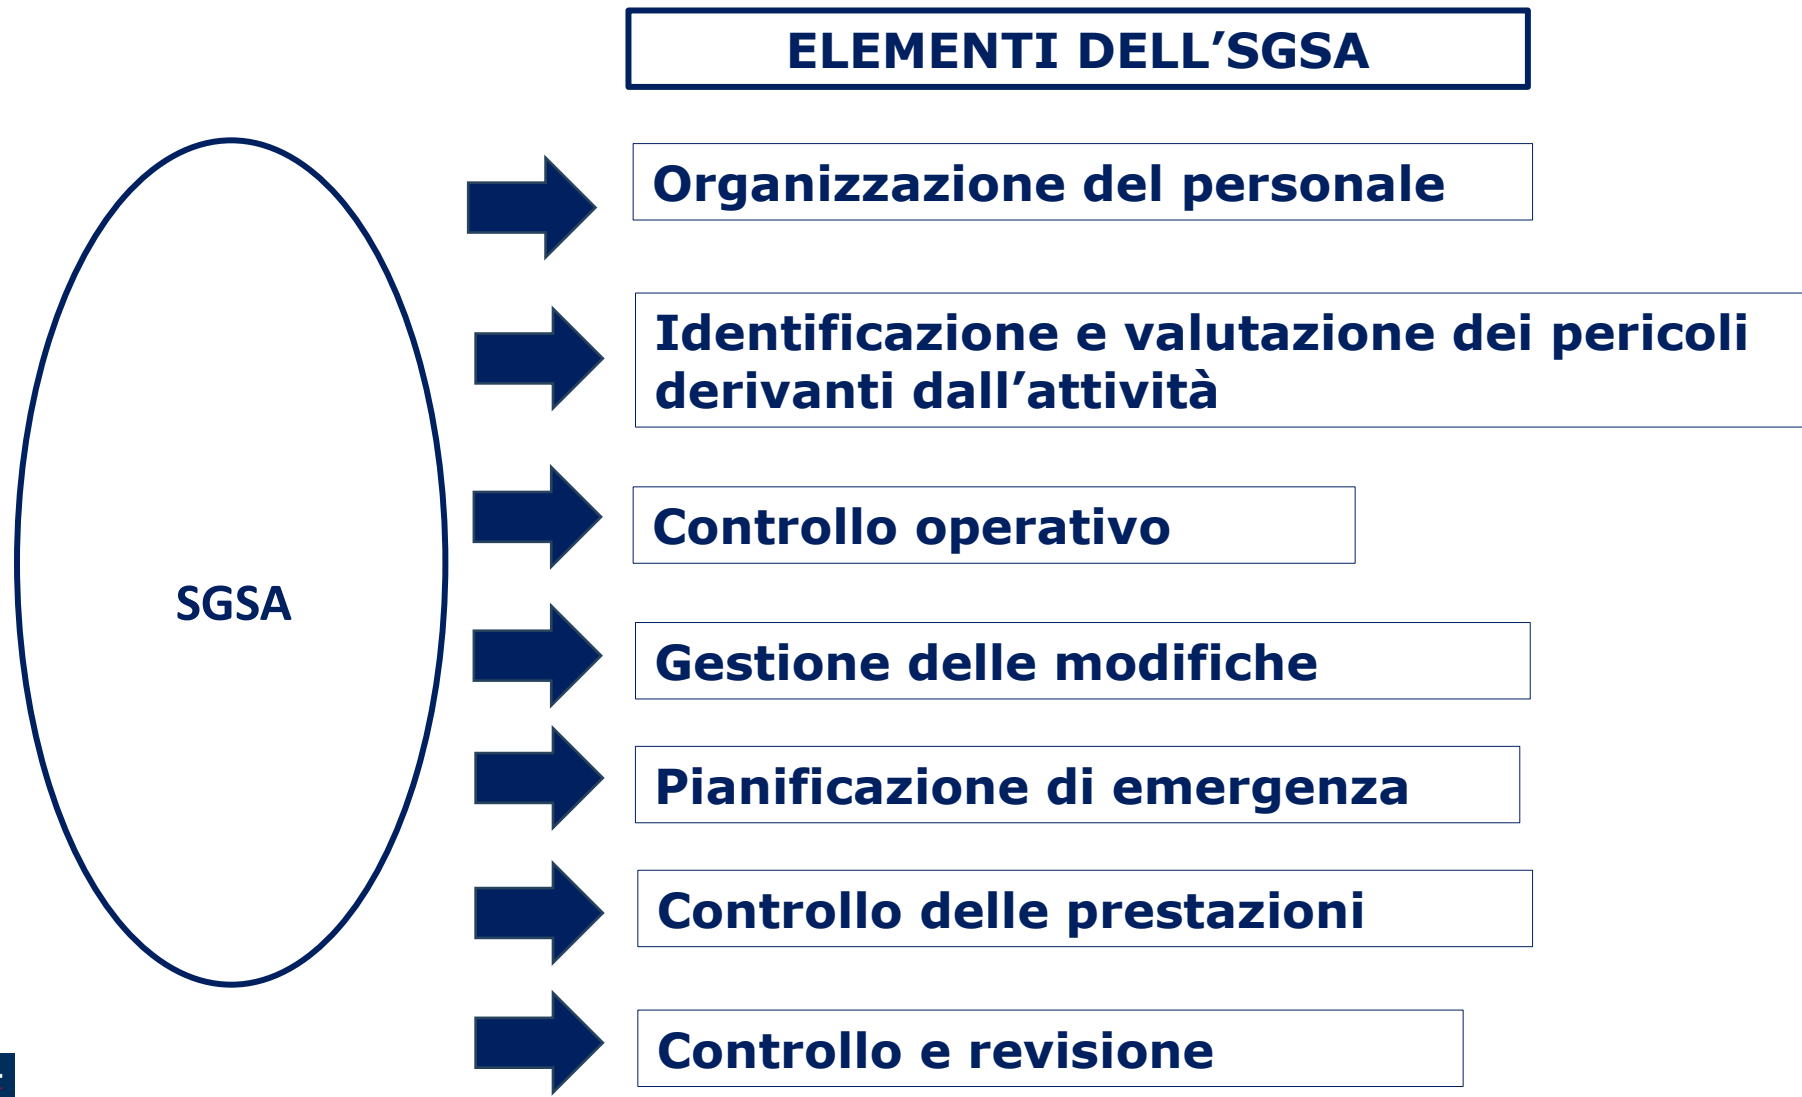 ELEMENTI DELL’SGSA
Organizzazione del personale
Identificazione e valutazione dei pericoli
derivanti dall’attività
Controllo operativo
SGSA
Gestione delle modifiche
Pianificazione di emergenza
Controllo delle prestazioni
Controllo e revisione